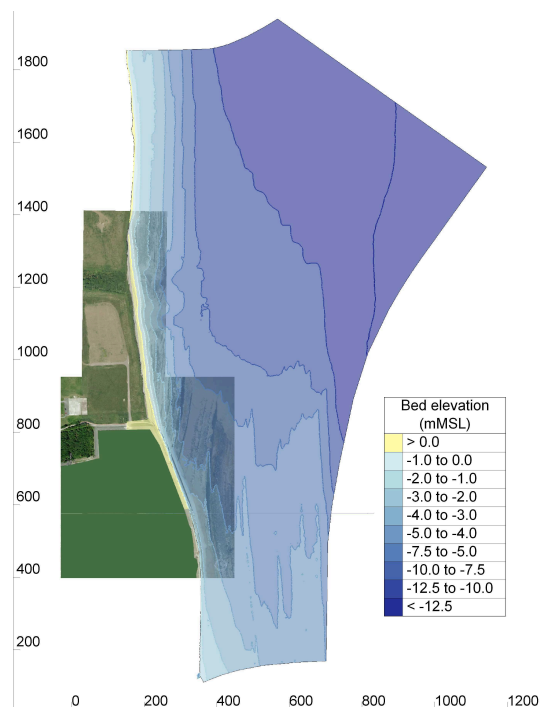 1800
1600
1400
1200
1000
800
600
400
200
0 200 400 600 800 1000 1200
Bed elevation
(mMSL)
> 0.0
-1.0 to 0.0
-2.0 to -1.0
-3.0 to -2.0
-4.0 to -3.0
-5.0 to -4.0
-7.5 to -5.0
-10.0 to -7.5
-12.5 to -10.0
< -12.5